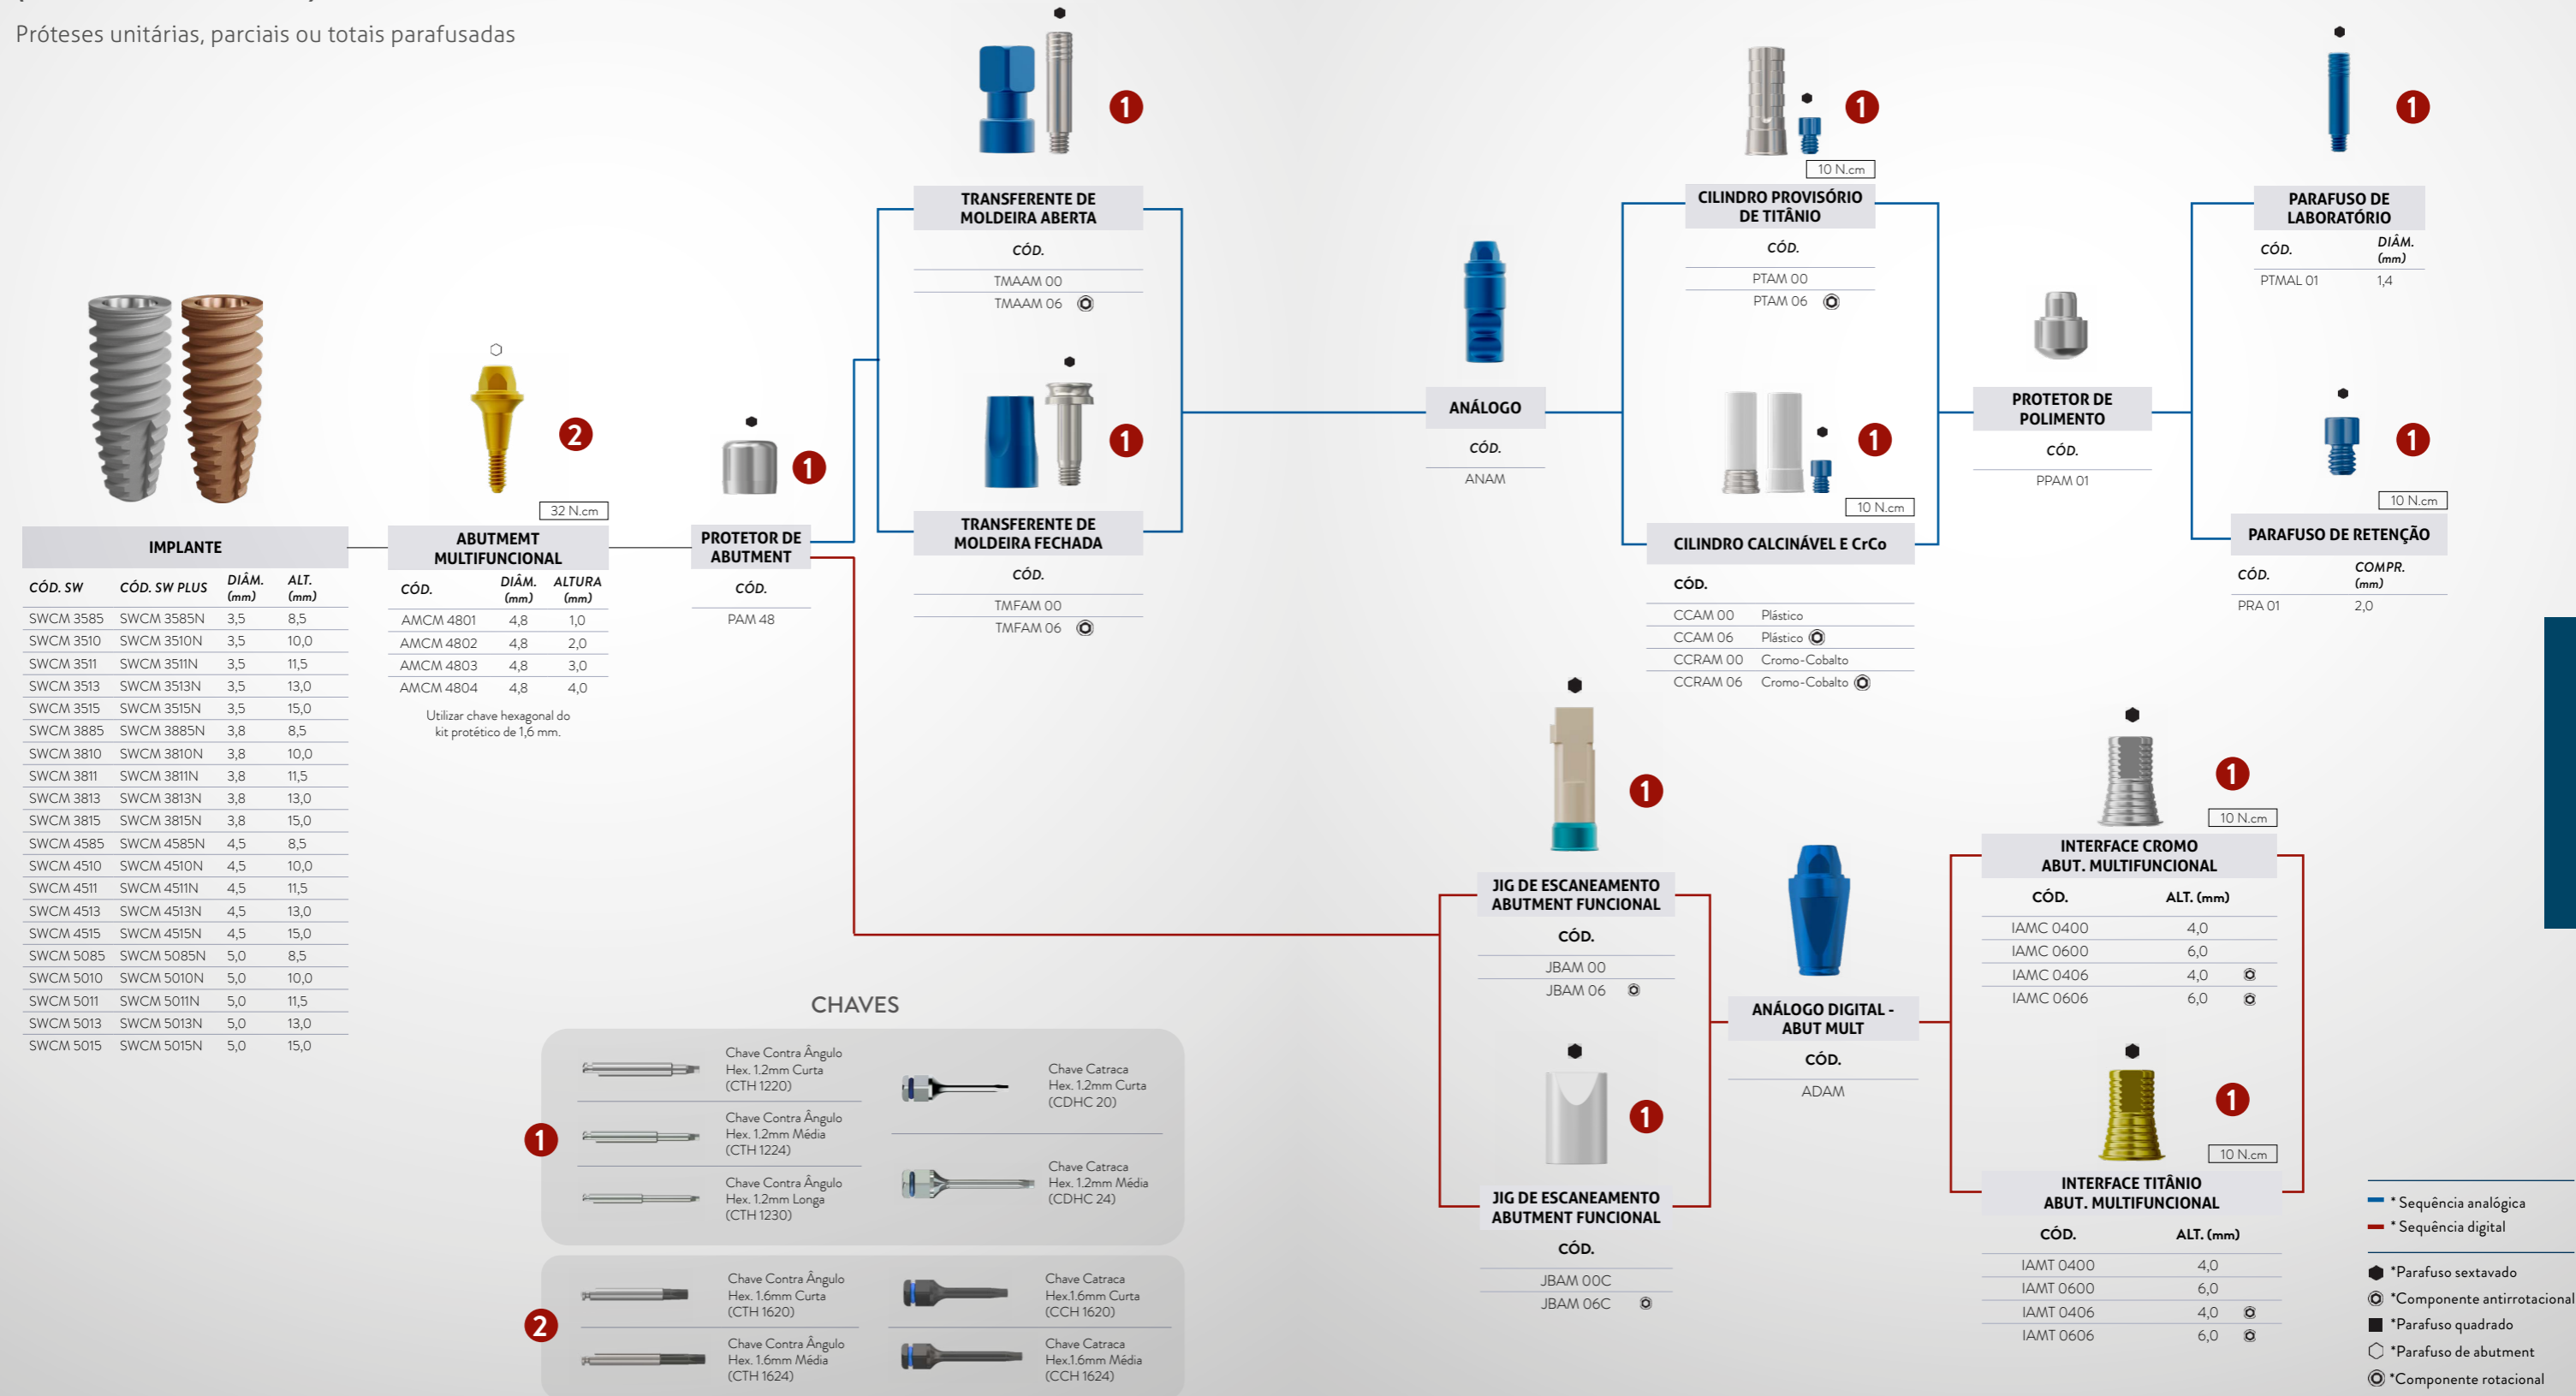 Próteses unitárias, parciais ou totais parafusadas
IMPLANTE
CÓD. SW CÓD. SW PLUS DIÂM. (mm) ALT. (mm)
SWCM 3585 SWCM 3585N 3,5 8,5
SWCM 3510 SWCM 3510N 3,5 10,0
SWCM 3511 SWCM 3511N 3,5 11,5
SWCM 3513 SWCM 3513N 3,5 13,0
SWCM 3515 SWCM 3515N 3,5 15,0
SWCM 3885 SWCM 3885N 3,8 8,5
SWCM 3810 SWCM 3810N 3,8 10,0
SWCM 3811 SWCM 3811N 3,8 11,5
SWCM 3813 SWCM 3813N 3,8 13,0
SWCM 3815 SWCM 3815N 3,8 15,0
SWCM 4585 SWCM 4585N 4,5 8,5
SWCM 4510 SWCM 4510N 4,5 10,0
SWCM 4511 SWCM 4511N 4,5 11,5
SWCM 4513 SWCM 4513N 4,5 13,0
SWCM 4515 SWCM 4515N 4,5 15,0
SWCM 5085 SWCM 5085N 5,0 8,5
SWCM 5010 SWCM 5010N 5,0 10,0
SWCM 5011 SWCM 5011N 5,0 11,5
SWCM 5013 SWCM 5013N 5,0 13,0
SWCM 5015 SWCM 5015N 5,0 15,0
2
32 N.cm
ABUTMEMT
MULTIFUNCIONAL
CÓD. DIÂM. (mm) ALTURA (mm)
AMCM 4801 4,8 1,0
AMCM 4802 4,8 2,0
AMCM 4803 4,8 3,0
AMCM 4804 4,8 4,0
Utilizar chave hexagonal do
kit protético de 1,6 mm.
1
PROTETOR DE
ABUTMENT
CÓD.
PAM 48
1
TRANSFERENTE DE
MOLDEIRA ABERTA
CÓD.
TMAAM 00
TMAAM 06
1
TRANSFERENTE DE
MOLDEIRA FECHADA
CÓD.
TMFAM 00
TMFAM 06
ANÁLOGO
CÓD.
ANAM
1
10 N.cm
CILINDRO PROVISÓRIO
DE TITÂNIO
CÓD.
PTAM 00
PTAM 06
1
10 N.cm
CILINDRO CALCINÁVEL E CrCo
CÓD.
CCAM 00 Plástico
CCAM 06 Plástico
CCRAM 00 Cromo-Cobalto
CCRAM 06 Cromo-Cobalto
PROTETOR DE
POLIMENTO
CÓD.
PPAM 01
1
PARAFUSO DE
LABORATÓRIO
CÓD. DIÂM. (mm)
PTMAL 01 1,4
1
10 N.cm
PARAFUSO DE RETENÇÃO
CÓD. COMPR. (mm)
PRA 01 2,0
1
JIG DE ESCANEAMENTO
ABUTMENT FUNCIONAL
CÓD.
JBAM 00
JBAM 06
1
JIG DE ESCANEAMENTO
ABUTMENT FUNCIONAL
CÓD.
JBAM 00C
JBAM 06C
ANÁLOGO DIGITAL -
ABUT MULT
CÓD.
ADAM
1
10 N.cm
INTERFACE CROMO
ABUT. MULTIFUNCIONAL
CÓD. ALT. (mm)
IAMC 0400 4,0
IAMC 0600 6,0
IAMC 0406 4,0
IAMC 0606 6,0
1
10 N.cm
INTERFACE TITÂNIO
ABUT. MULTIFUNCIONAL
CÓD. ALT. (mm)
IAMT 0400 4,0
IAMT 0600 6,0
IAMT 0406 4,0
IAMT 0606 6,0
CHAVES
1
Chave Contra Ângulo
Hex. 1.2mm Curta
(CTH 1220)
Chave Contra Ângulo
Hex. 1.2mm Média
(CTH 1224)
Chave Contra Ângulo
Hex. 1.2mm Longa
(CTH 1230)
Chave Catraca
Hex. 1.2mm Curta
(CDHC 20)
Chave Catraca
Hex. 1.2mm Média
(CDHC 24)
2
Chave Contra Ângulo
Hex. 1.6mm Curta
(CTH 1620)
Chave Contra Ângulo
Hex. 1.6mm Média
(CTH 1624)
Chave Catraca
Hex.1.6mm Curta
(CCH 1620)
Chave Catraca
Hex.1.6mm Média
(CCH 1624)
* Sequência analógica
* Sequência digital
*Parafuso sextavado
*Componente antirrotacional
*Parafuso quadrado
*Parafuso de abutment
*Componente rotacional